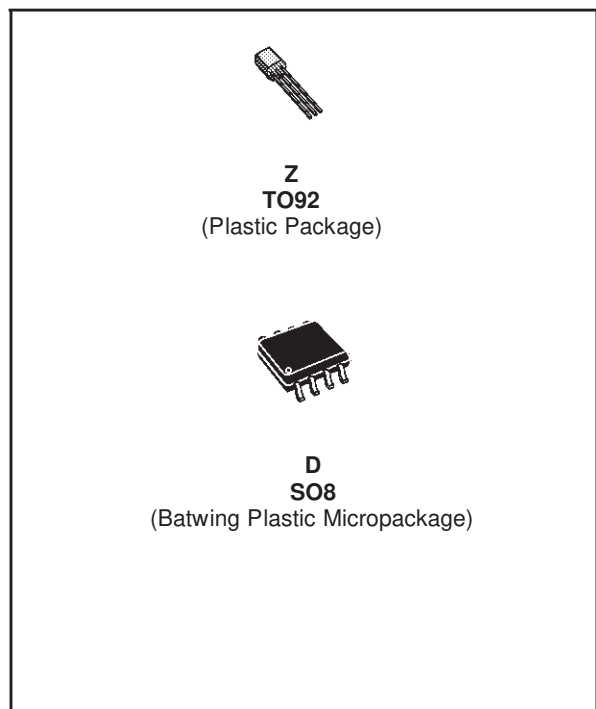 Z
TO92
(Plastic Package)
D
SO8
(Batwing Plastic Micropackage)